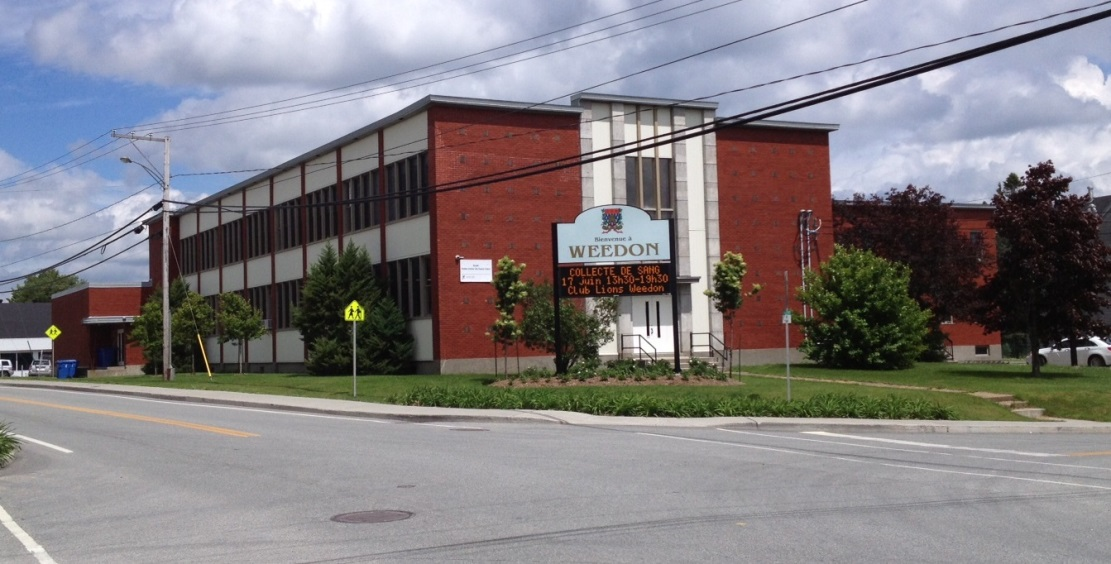 Bienvenue à
WEEDON
COLLECTE DE SANG
17 juin 13h30-19h30
Club Lions Weedon